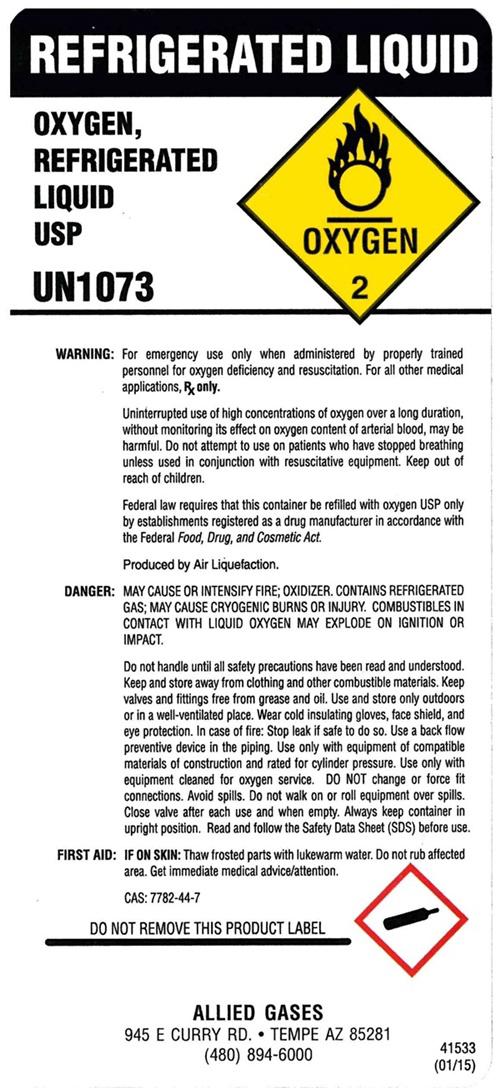 REFRIGERATED LIQUID
OXYGEN,
REFRIGERATED
LIQUID
USP
UN1073
OXYGEN
2
WARNING: For emergency use only when administered by properly trained
personnel for oxygen deficiency and resuscitation. For all other medical
applications, ℞ only.
Uninterrupted use of high concentrations of oxygen over a long duration,
without monitoring its effect on oxygen content of arterial blood, may be
harmful. Do not attempt to use on patients who have stopped breathing
unless used in conjunction with resuscitative equipment. Keep out of
reach of children.
Federal law requires that this container be refilled with oxygen USP only
by establishments registered as a drug manufacturer in accordance with
the Federal Food, Drug, and Cosmetic Act.
Produced by Air Liquefaction.
DANGER: MAY CAUSE OR INTENSIFY FIRE; OXIDIZER. CONTAINS REFRIGERATED
GAS; MAY CAUSE CRYOGENIC BURNS OR INJURY. COMBUSTIBLES IN
CONTACT WITH LIQUID OXYGEN MAY EXPLODE ON IGNITION OR
IMPACT.
Do not handle until all safety precautions have been read and understood.
Keep and store away from clothing and other combustible materials. Keep
valves and fittings free from grease and oil. Use and store only outdoors
or in a well-ventilated place. Wear cold insulating gloves, face shield, and
eye protection. In case of fire: Stop leak if safe to do so. Use a back flow
preventive device in the piping. Use only with equipment of compatible
materials of construction and rated for cylinder pressure. Use only with
equipment cleaned for oxygen service. DO NOT change or force fit
connections. Avoid spills. Do not walk on or roll equipment over spills.
Close valve after each use and when empty. Always keep container in
upright position. Read and follow the Safety Data Sheet (SDS) before use.
FIRST AID: IF ON SKIN: Thaw frosted parts with lukewarm water. Do not rub affected
area. Get immediate medical advice/attention.
CAS: 7782-44-7
DO NOT REMOVE THIS PRODUCT LABEL
ALLIED GASES
945 E CURRY RD. • TEMPE AZ 85281
(480) 894-6000
41533
(01/15)